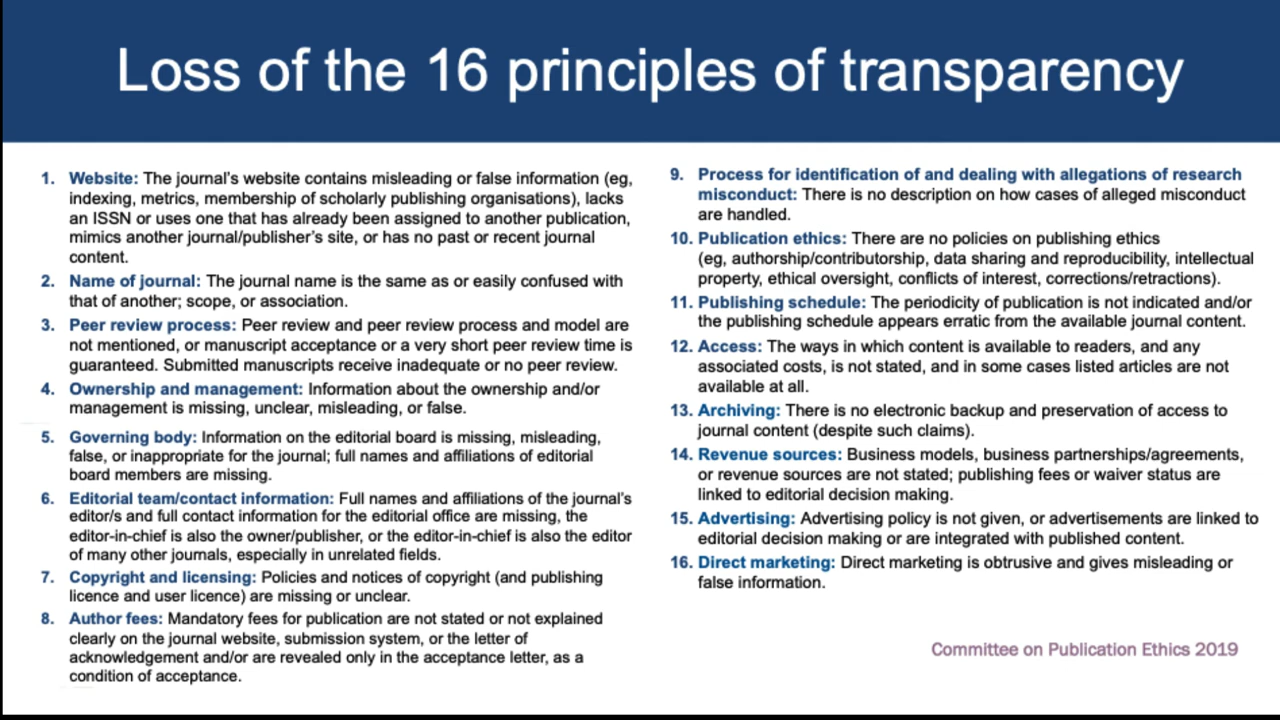 Loss of the 16 principles of transparency
1. Website: The journal's website contains misleading or false information (eg,
indexing, metrics, membership of scholarly publishing organisations), lacks
an ISSN or uses one that has already been assigned to another publication,
mimics another journal/publisher's site, or has no past or recent journal
content.
2. Name of journal: The journal name is the same as or easily confused with
that of another; scope, or association.
3. Peer review process: Peer review and peer review process and model are
not mentioned, or manuscript acceptance or a very short peer review time is
guaranteed. Submitted manuscripts receive inadequate or no peer review.
4. Ownership and management: Information about the ownership and/or
management is missing, unclear, misleading, or false.
5. Governing body: Information on the editorial board is missing, misleading,
false, or inappropriate for the journal; full names and affiliations of editorial
board members are missing.
6. Editorial team/contact information: Full names and affiliations of the journal's
editor/s and full contact information for the editorial office are missing, the
editor-in-chief is also the owner/publisher, or the editor-in-chief is also the editor
of many other journals, especially in unrelated fields.
7. Copyright and licensing: Policies and notices of copyright (and publishing
licence and user licence) are missing or unclear.
8. Author fees: Mandatory fees for publication are not stated or not explained
clearly on the journal website, submission system, or the letter of
acknowledgement and/or are revealed only in the acceptance letter, as a
condition of acceptance.
9. Process for identification of and dealing with allegations of research
misconduct: There is no description on how cases of alleged misconduct
are handled.
10. Publication ethics: There are no policies on publishing ethics
(eg, authorship/contributorship, data sharing and reproducibility, intellectual
property, ethical oversight, conflicts of interest, corrections/retractions).
11. Publishing schedule: The periodicity of publication is not indicated and/or
the publishing schedule appears erratic from the available journal content.
12. Access: The ways in which content is available to readers, and any
associated costs, is not stated, and in some cases listed articles are not
available at all.
13. Archiving: There is no electronic backup and preservation of access to
journal content (despite such claims).
14. Revenue sources: Business models, business partnerships/agreements,
or revenue sources are not stated; publishing fees or waiver status are
linked to editorial decision making.
15. Advertising: Advertising policy is not given, or advertisements are linked to
editorial decision making or are integrated with published content.
16. Direct marketing: Direct marketing is obtrusive and gives misleading or
false information.
Committee on Publication Ethics 2019